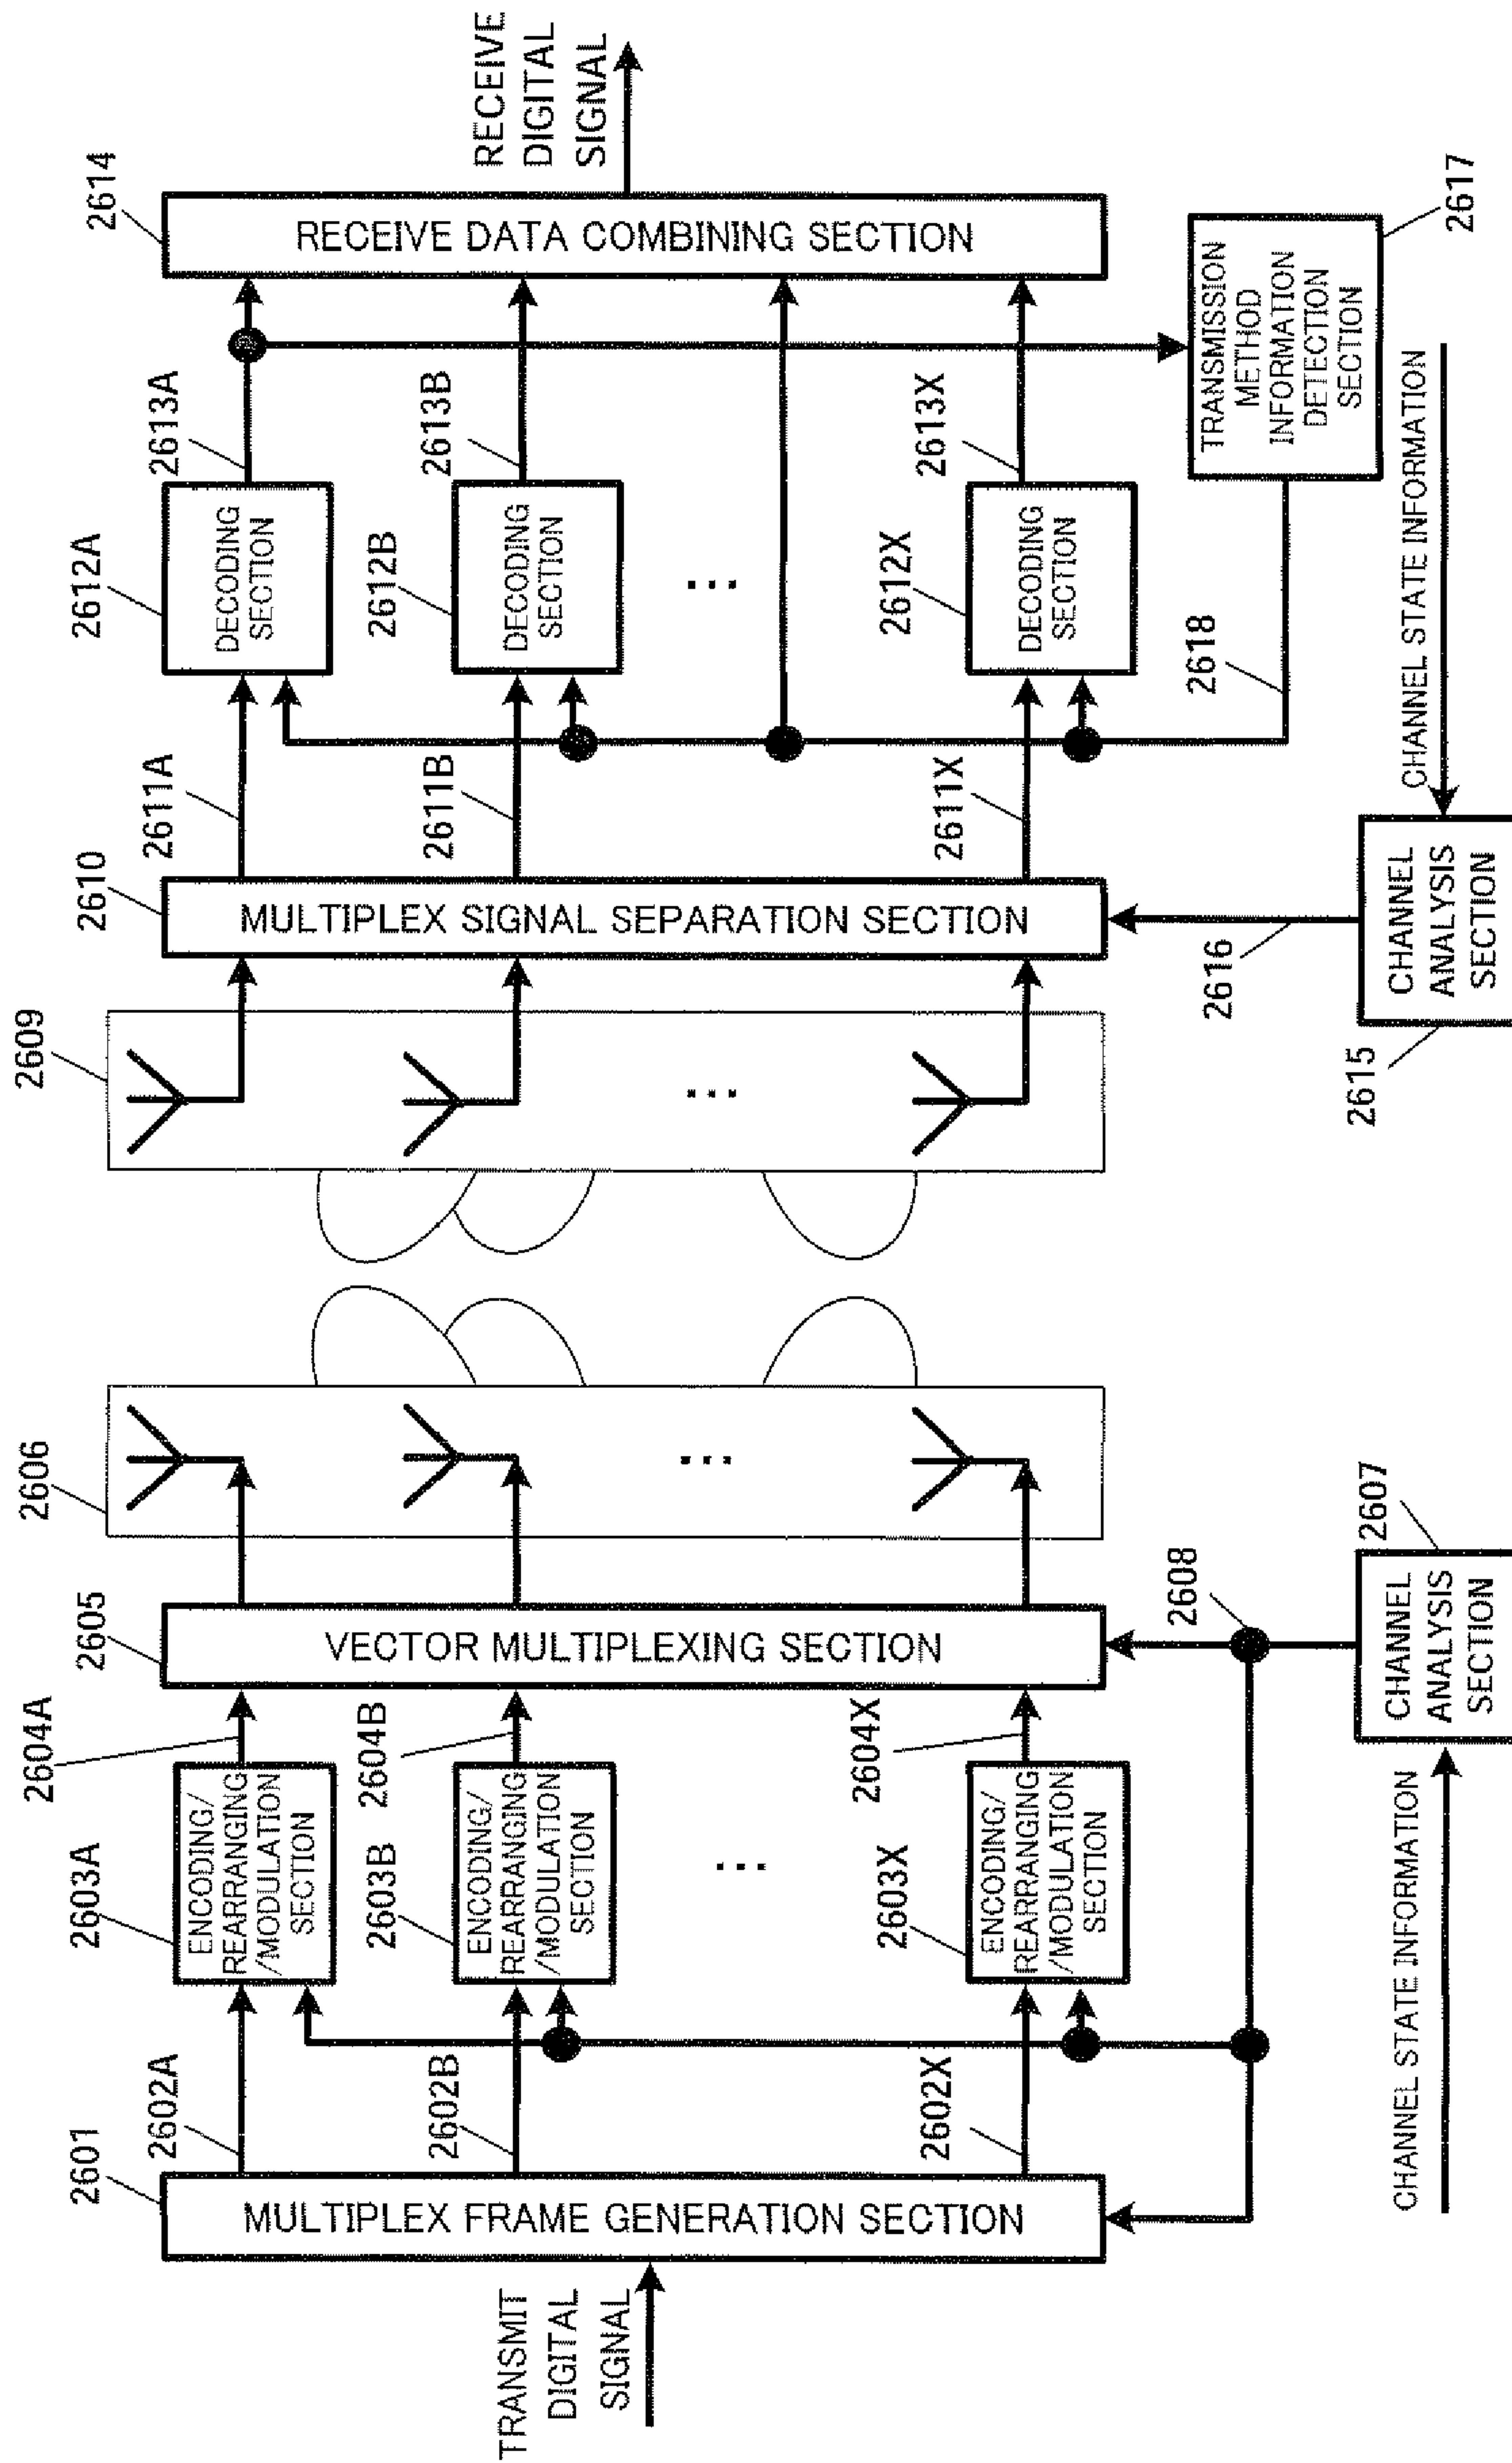 TRANSMIT
DIGITAL
SIGNAL
2601
MULTIPLEX FRAME GENERATION SECTION
2602A
2602B
2602X
2603A
ENCODING/
REARRANGING
/MODULATION
SECTION
2603B
ENCODING/
REARRANGING
/MODULATION
SECTION
...
2603X
ENCODING/
REARRANGING
/MODULATION
SECTION
2604A
2604B
2604X
2605
VECTOR MULTIPLEXING SECTION
2606
...
2608
2607
CHANNEL
ANALYSIS
SECTION
CHANNEL STATE INFORMATION
2609
...
2610
MULTIPLEX SIGNAL SEPARATION SECTION
2611A
2611B
2611X
2616
2615
CHANNEL
ANALYSIS
SECTION
CHANNEL STATE INFORMATION
2612A
DECODING
SECTION
2612B
DECODING
SECTION
...
2612X
DECODING
SECTION
2618
2613A
2613B
2613X
2614
RECEIVE DATA COMBINING SECTION
TRANSMISSION
METHOD
INFORMATION
DETECTION
SECTION
2617
RECEIVE
DIGITAL
SIGNAL